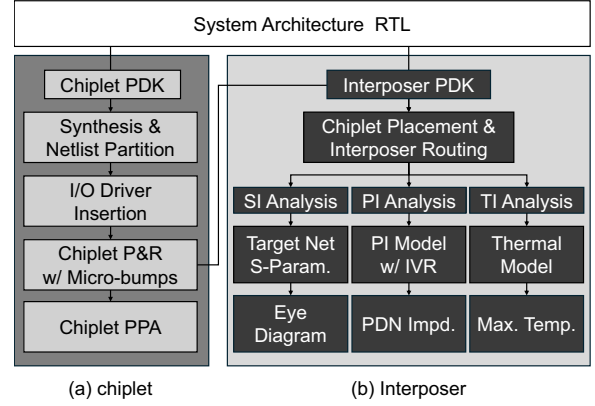 System Architecture RTL
Chiplet PDK
Synthesis &
Netlist Partition
I/O Driver
Insertion
Chiplet P&R
w/ Micro-bumps
Chiplet PPA
(a) chiplet
Interposer PDK
Chiplet Placement &
Interposer Routing
SI Analysis
PI Analysis
TI Analysis
Target Net
S-Param.
PI Model
w/ IVR
Thermal
Model
Eye
Diagram
PDN Impd.
Max. Temp.
(b) Interposer